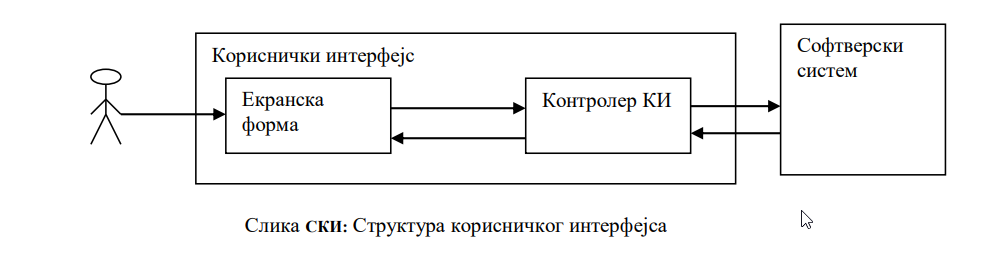 Кориснички интерфејс
Екранска
форма
Контролер КИ
Софтверски
систем
Слика СКИ: Структура корисничког интерфејса